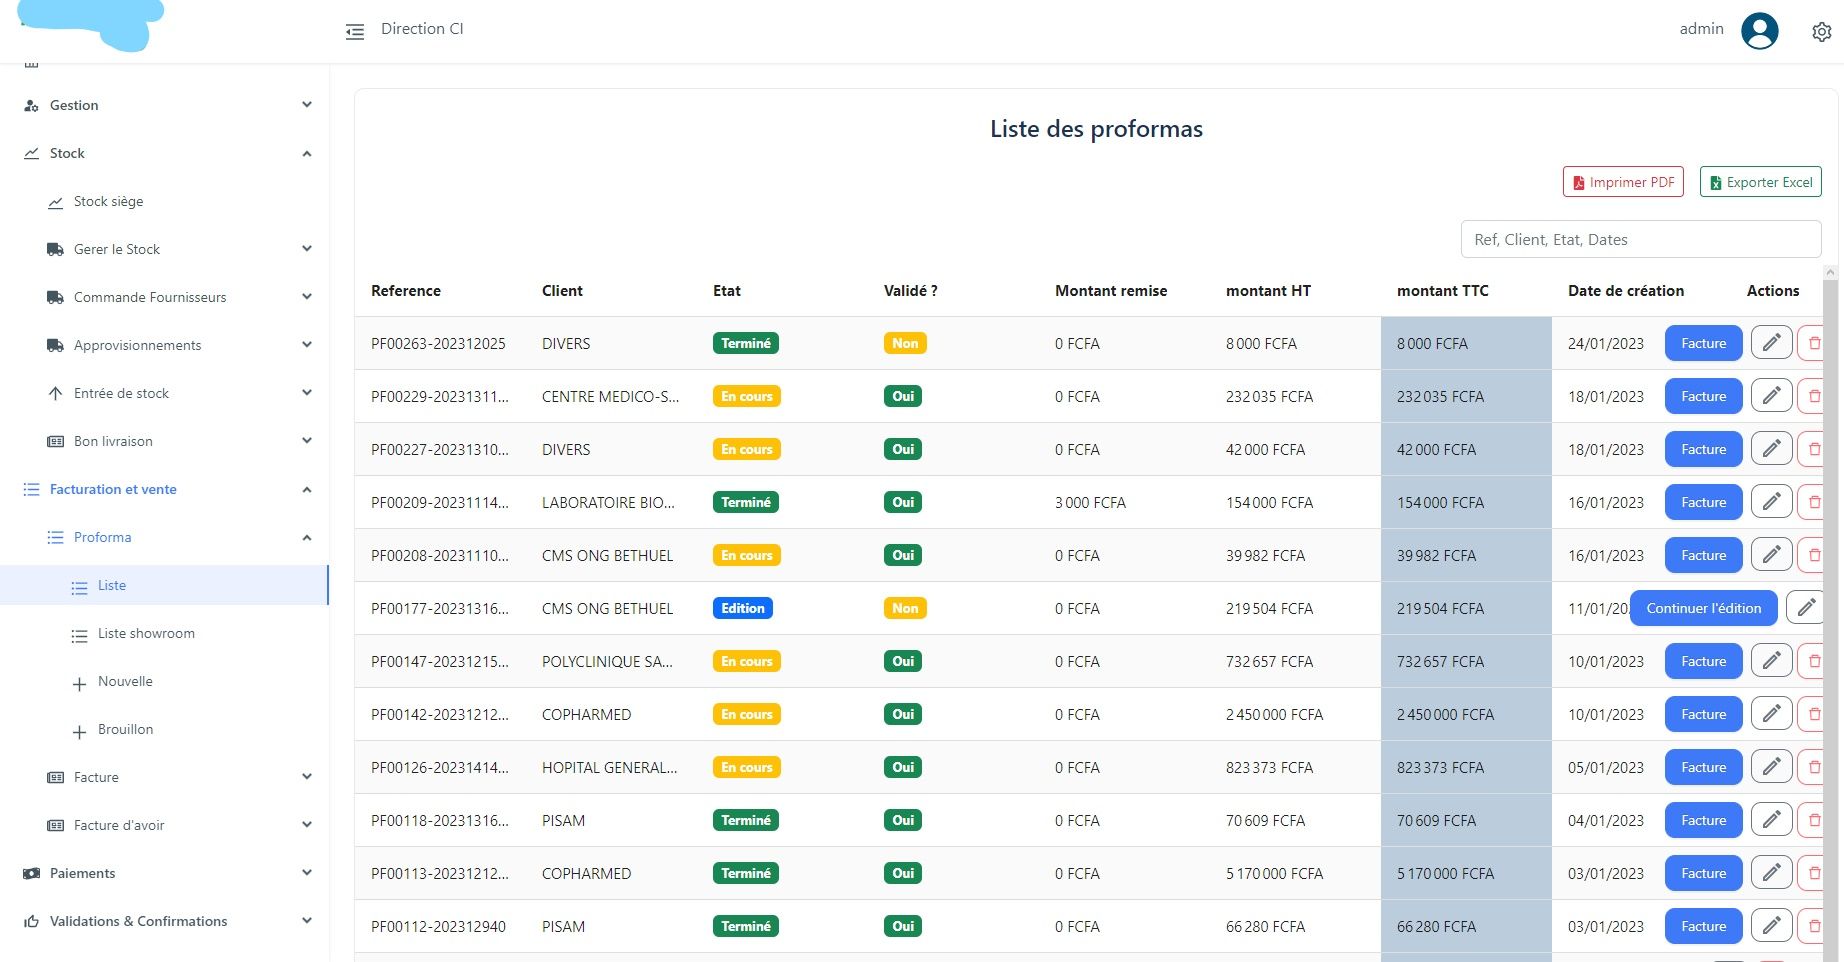 Direction CI
admin
Gestion
Stock
Stock siège
Gerer le Stock
Commande Fournisseurs
Approvisionnements
Entrée de stock
Bon livraison
Facturation et vente
Proforma
Liste
Liste showroom
Nouvelle
Brouillon
Facture
Facture d'avoir
Paiements
Validations & Confirmations
Liste des proformas
Imprimer PDF Exporter Excel
Ref, Client, Etat, Dates
Reference Client Etat Validé ? Montant remise montant HT montant TTC Date de création Actions
PF00263-202312025 DIVERS Terminé Non 0 FCFA 8 000 FCFA 8 000 FCFA 24/01/2023 Facture
PF00229-20231311... CENTRE MEDICO-S... En cours Oui 0 FCFA 232 035 FCFA 232 035 FCFA 18/01/2023 Facture
PF00227-20231310... DIVERS En cours Oui 0 FCFA 42 000 FCFA 42 000 FCFA 18/01/2023 Facture
PF00209-20231114... LABORATOIRE BIO... Terminé Oui 3 000 FCFA 154 000 FCFA 154 000 FCFA 16/01/2023 Facture
PF00208-20231110... CMS ONG BETHUEL En cours Oui 0 FCFA 39 982 FCFA 39 982 FCFA 16/01/2023 Facture
PF00177-20231316... CMS ONG BETHUEL Edition Non 0 FCFA 219 504 FCFA 219 504 FCFA 11/01/20 Continuer l'édition
PF00147-20231215... POLYCLINIQUE SA... En cours Oui 0 FCFA 732 657 FCFA 732 657 FCFA 10/01/2023 Facture
PF00142-20231212... COPHARMED En cours Oui 0 FCFA 2 450 000 FCFA 2 450 000 FCFA 10/01/2023 Facture
PF00126-20231414... HOPITAL GENERAL... En cours Oui 0 FCFA 823 373 FCFA 823 373 FCFA 05/01/2023 Facture
PF00118-20231316... PISAM Terminé Oui 0 FCFA 70 609 FCFA 70 609 FCFA 04/01/2023 Facture
PF00113-20231212... COPHARMED Terminé Oui 0 FCFA 5 170 000 FCFA 5 170 000 FCFA 03/01/2023 Facture
PF00112-202312940 PISAM Terminé Oui 0 FCFA 66 280 FCFA 66 280 FCFA 03/01/2023 Facture